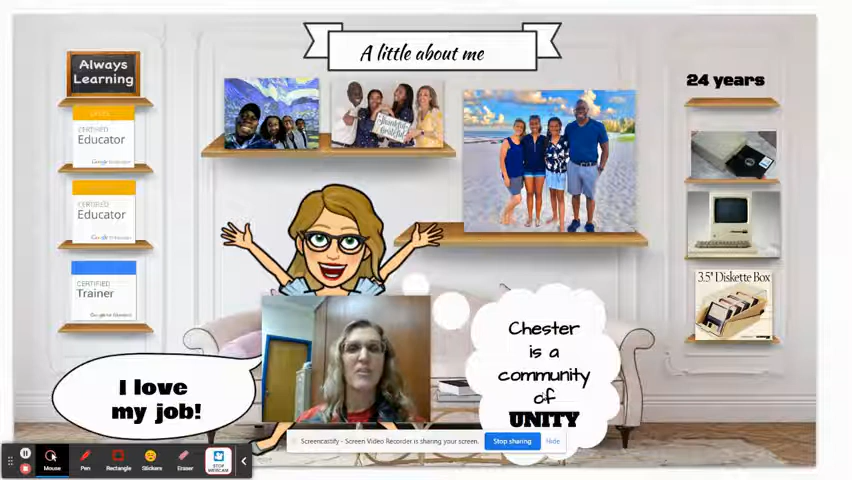 A little about me
Always
Learning
CERTIFIED
Educator
CERTIFIED
Educator
CERTIFIED
Trainer
24 years
3.5" Diskette Box
I love
my job!
Chester
is a
community
of
UNITY
Screencastify - Screen Video Recorder is sharing your screen.
Stop sharing
Hide
Mouse
Pen
Rectangle
Stickers
Eraser
STOP
WEBCAM